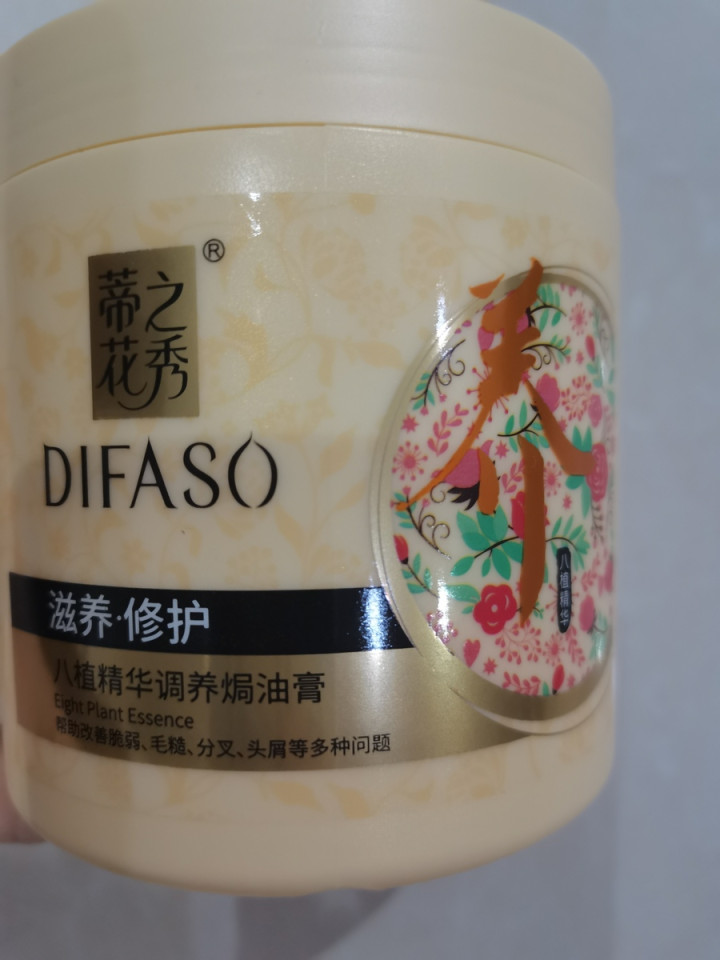 蒂之
花秀
®
DIFASO
养
八植精华
滋养·修护
八植精华调养焗油膏
Eight Plant Essence
帮助改善脆弱、毛糙、分叉、头屑等多种问题